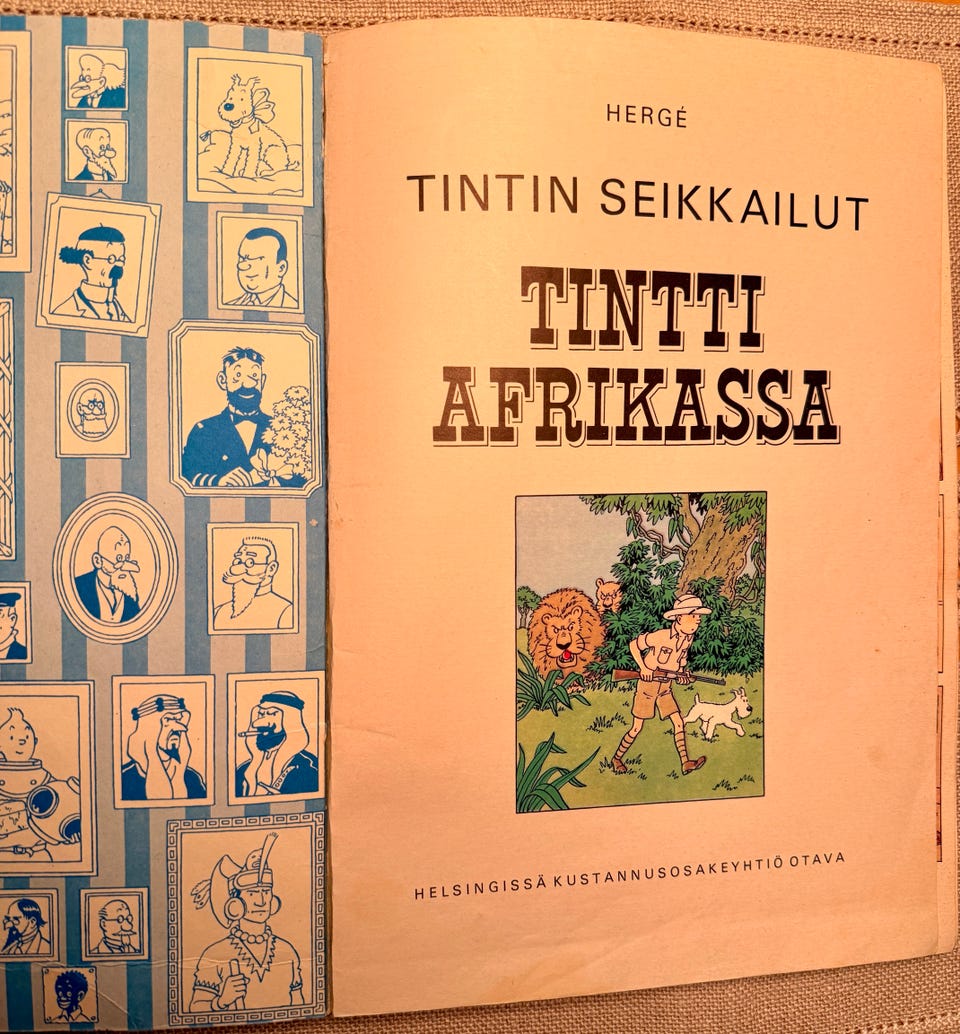 HERGÉ
TINTIN SEIKKAILUT
TINTTI
AFRIKASSA
HELSINGISSÄ KUSTANNUSOSAKEYHTIÖ OTAVA